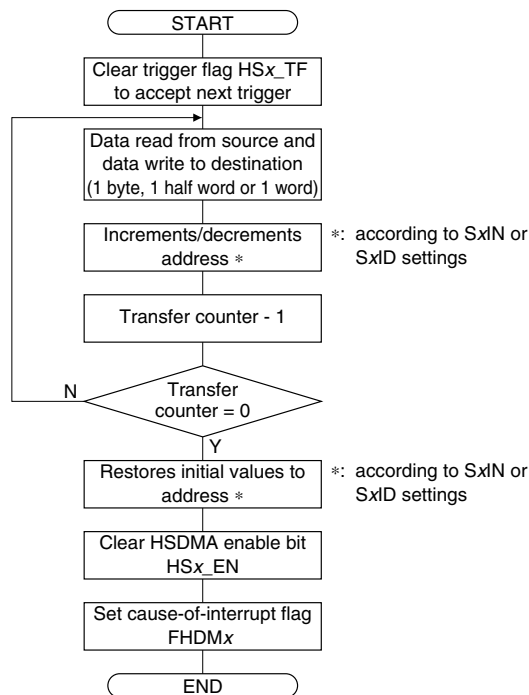 START
Clear trigger flag HSx_TF
to accept next trigger
Data read from source and
data write to destination
(1 byte, 1 half word or 1 word)
Increments/decrements
address *
*: according to SxIN or
SxID settings
Transfer counter - 1
Transfer
counter = 0
N
Y
Restores initial values to
address *
*: according to SxIN or
SxID settings
Clear HSDMA enable bit
HSx_EN
Set cause-of-interrupt flag
FHDMx
END